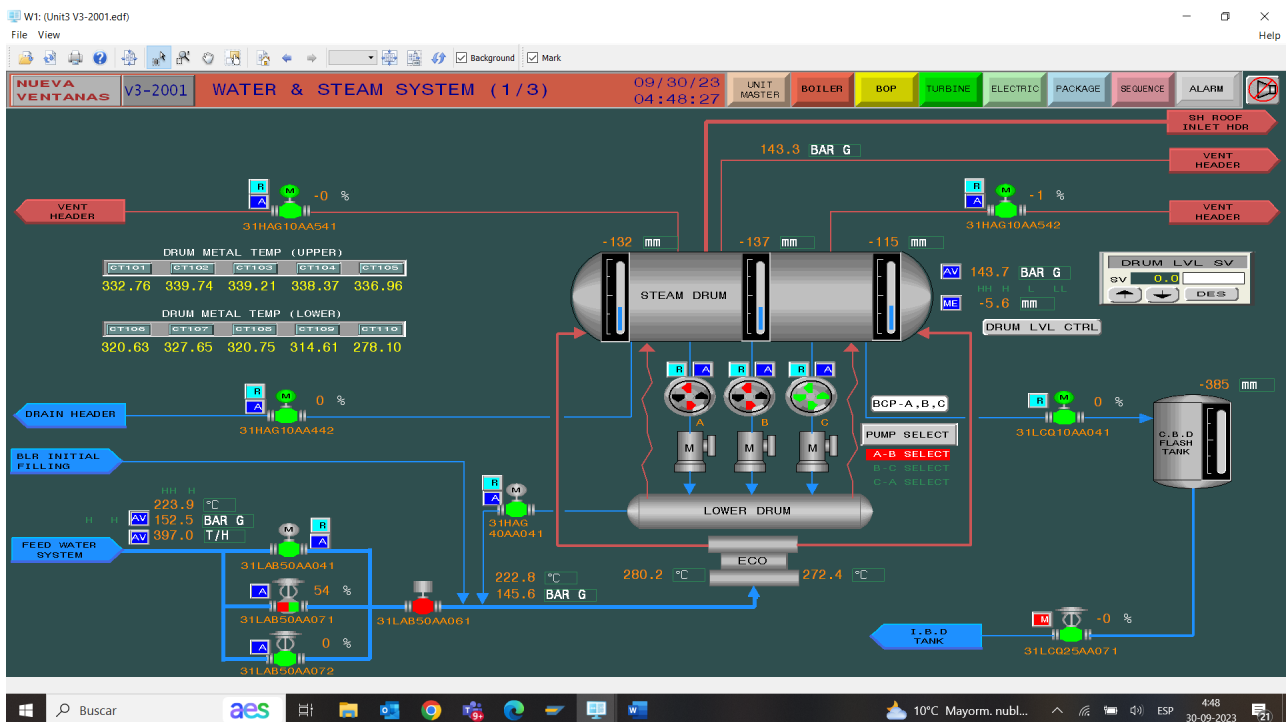 W1: (Unit3 V3-2001.edf)
File View Help
Background Mark
NUEVA VENTANAS
V3-2001
WATER & STEAM SYSTEM (1/3)
09/30/23
04:48:27
UNIT MASTER
BOILER
BOP
TURBINE
ELECTRIC
PACKAGE
SEQUENCE
ALARM
SH ROOF
INLET HDR
143.3 BAR G
VENT
HEADER
VENT
HEADER
R
A
M
-0 %
31HAG10AA541
R
A
M
-1 %
31HAG10AA542
VENT
HEADER
DRUM METAL TEMP (UPPER)
CT101 CT102 CT103 CT104 CT105
332.76 339.74 339.21 338.37 336.96
DRUM METAL TEMP (LOWER)
CT106 CT107 CT108 CT109 CT110
320.63 327.65 320.75 314.61 278.10
-132 mm
-137 mm
-115 mm
STEAM DRUM
AV 143.7 BAR G
HH H L LL
ME -5.6 mm
DRUM LVL CTRL
DRUM LVL SV
SV 0.0
DES
R A R A R A
A B C
M M M
BCP-A,B,C
PUMP SELECT
A-B SELECT
B-C SELECT
C-A SELECT
DRAIN HEADER
R
A
M
0 %
31HAG10AA442
R
M
0 %
31LCQ10AA041
-385 mm
C.B.D
FLASH
TANK
BLR INITIAL
FILLING
HH H
223.9 °C
H H AV 152.5 BAR G
AV 397.0 T/H
FEED WATER
SYSTEM
M
R
A
31LAB50AA041
A
54 %
31LAB50AA071
A
0 %
31LAB50AA072
31LAB50AA061
R
A
M
31HAG
40AA041
LOWER DRUM
ECO
222.8 °C
145.6 BAR G
280.2 °C
272.4 °C
I.B.D
TANK
M
-0 %
31LCQ25AA071
Buscar
aes
10°C Mayorm. nubl...
ESP
4:48
30-09-2023
21